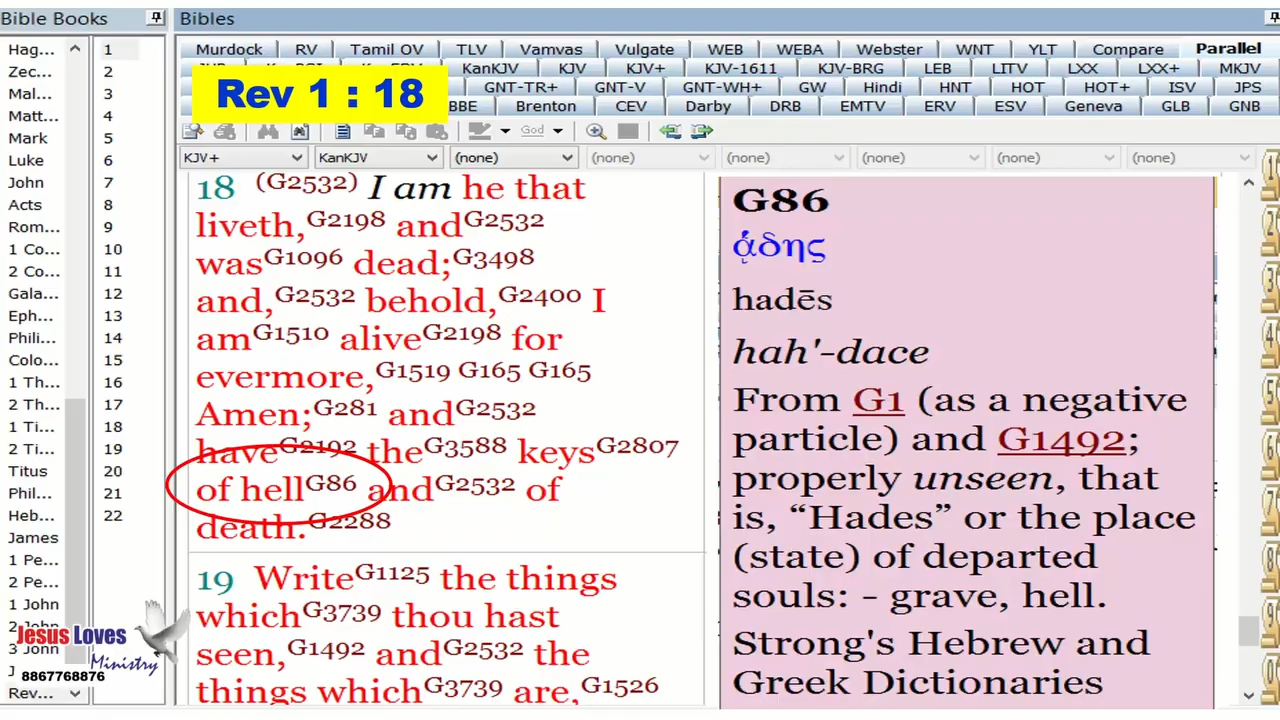 Bible Books
Bibles
Hag...
Zec...
Mal...
Matt...
Mark
Luke
John
Acts
Rom...
1 Co...
2 Co...
Gala...
Eph...
Phili...
Colo...
1 Th...
2 Th...
1 Ti...
2 Ti...
Titus
Phil...
Heb...
James
1 Pe...
2 Pe...
1 John
2 John
3 John
J
Rev...
1
2
3
4
5
6
7
8
9
10
11
12
13
14
15
16
17
18
19
20
21
22
Murdock RV Tamil OV TLV Vamvas Vulgate WEB WEBA Webster WNT YLT Compare Parallel
KanKJV KJV KJV+ KJV-1611 KJV-BRG LEB LITV LXX LXX+ MKJV
GNT-TR+ GNT-V GNT-WH+ GW Hindi HNT HOT HOT+ ISV JPS
BBE Brenton CEV Darby DRB EMTV ERV ESV Geneva GLB GNB
Rev 1 : 18
God
KJV+ KanKJV (none) (none) (none) (none) (none) (none)
18 (G2532) I am he that
liveth,G2198 andG2532
wasG1096 dead;G3498
and,G2532 behold,G2400 I
amG1510 aliveG2198 for
evermore,G1519 G165 G165
Amen;G281 andG2532
haveG2192 theG3588 keysG2807
of hellG86 andG2532 of
death.G2288
19 WriteG1125 the things
whichG3739 thou hast
seen,G1492 andG2532 the
things whichG3739 are,G1526
G86
ᾅδης
hadēs
hah'-dace
From G1 (as a negative
particle) and G1492;
properly unseen, that
is, “Hades” or the place
(state) of departed
souls: - grave, hell.
Strong's Hebrew and
Greek Dictionaries
Jesus Loves
Ministry
8867768876